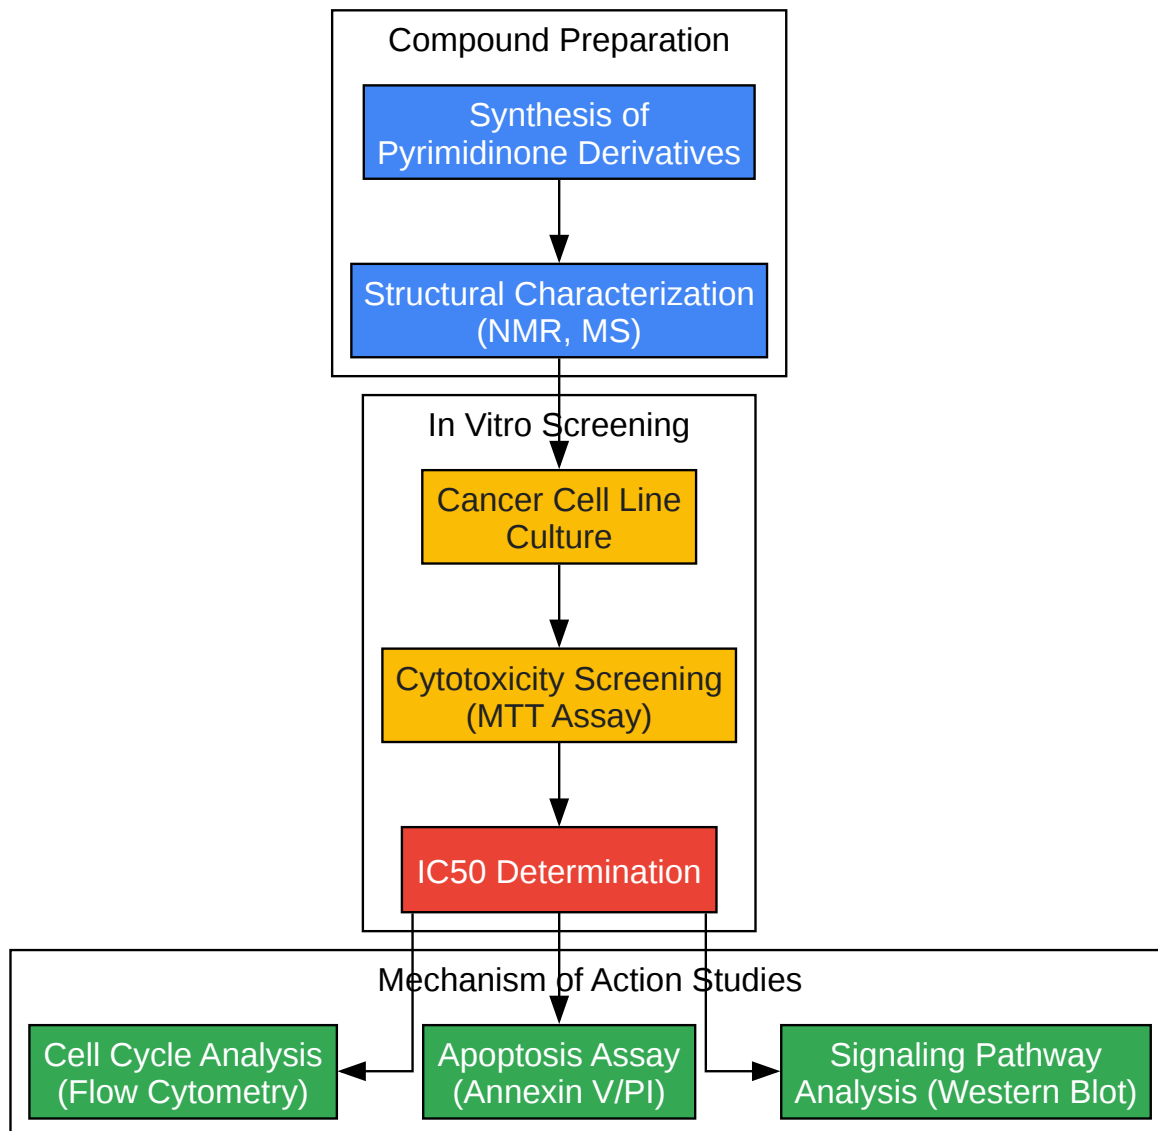 Compound Preparation
Synthesis of
Pyrimidinone Derivatives
Structural Characterization
(NMR, MS)
In Vitro Screening
Cancer Cell Line
Culture
Cytotoxicity Screening
(MTT Assay)
IC50 Determination
Mechanism of Action Studies
Cell Cycle Analysis
(Flow Cytometry)
Apoptosis Assay
(Annexin V/PI)
Signaling Pathway
Analysis (Western Blot)